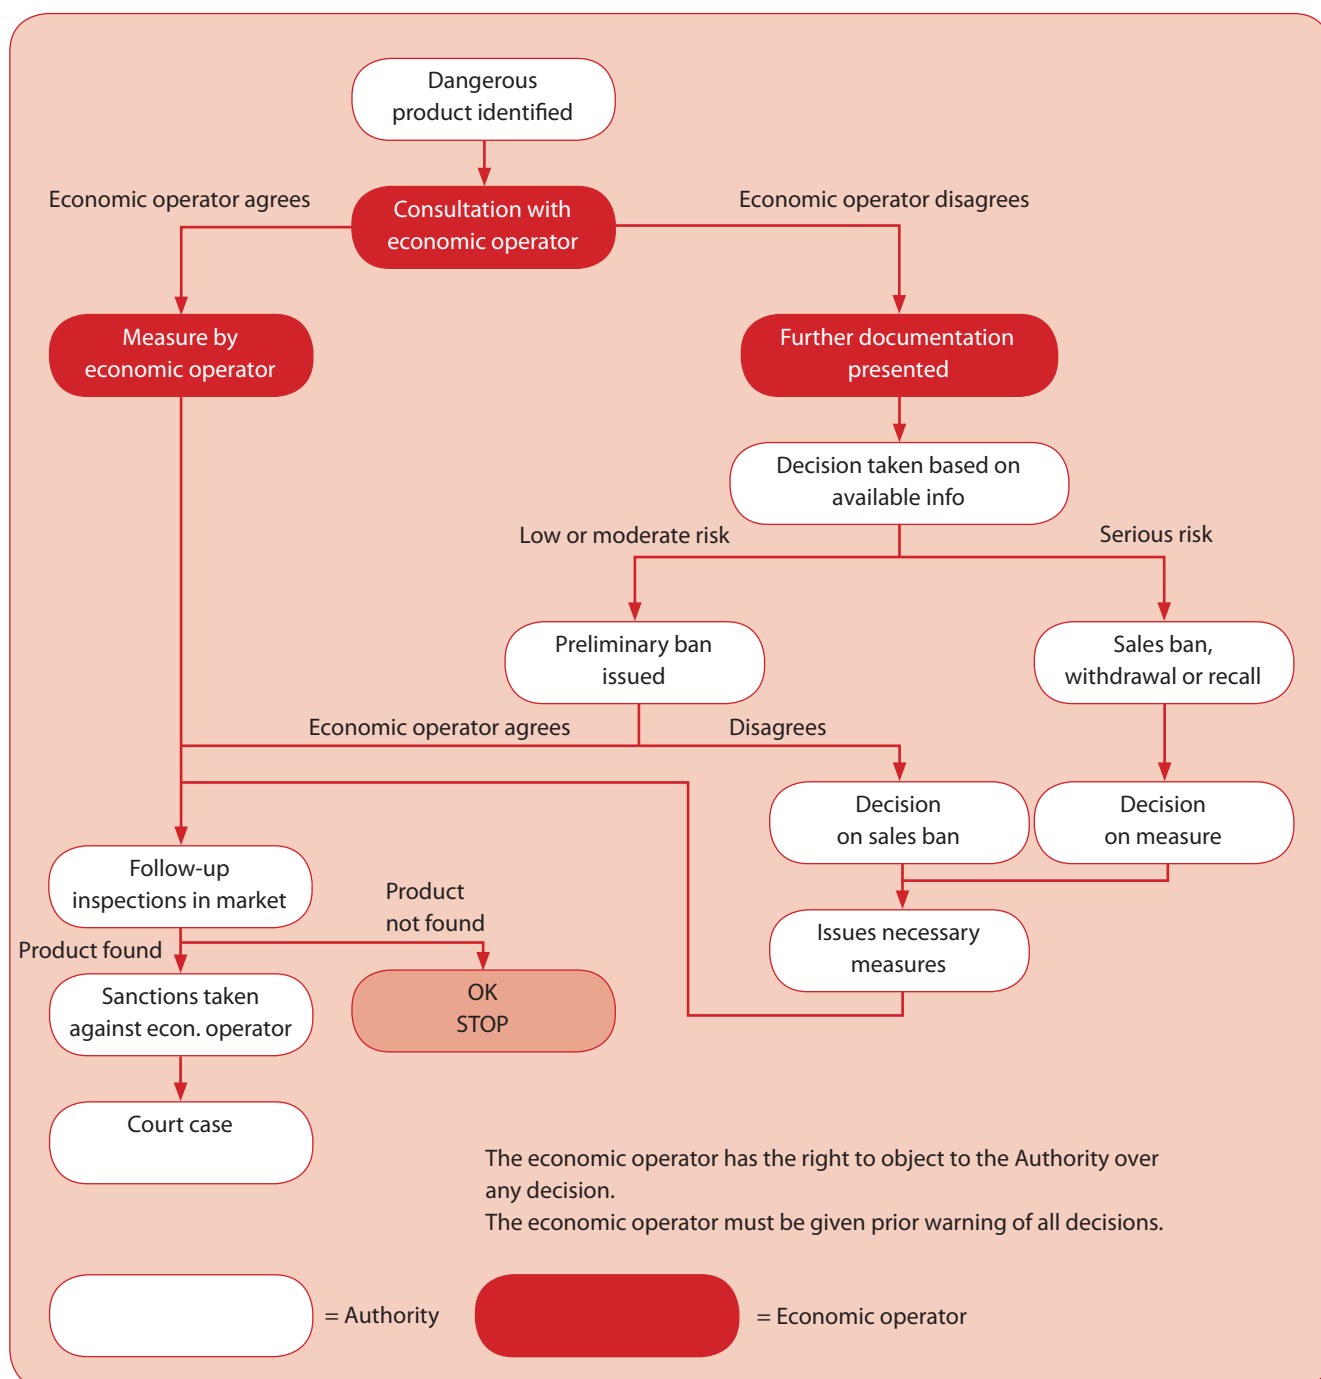 Dangerous
product identified
Economic operator agrees
Consultation with
economic operator
Economic operator disagrees
Measure by
economic operator
Further documentation
presented
Decision taken based on
available info
Low or moderate risk
Serious risk
Preliminary ban
issued
Sales ban,
withdrawal or recall
Economic operator agrees
Disagrees
Decision
on sales ban
Decision
on measure
Follow-up
inspections in market
Product
not found
Product found
Issues necessary
measures
Sanctions taken
against econ. operator
OK
STOP
Court case
The economic operator has the right to object to the Authority over
any decision.
The economic operator must be given prior warning of all decisions.
= Authority
= Economic operator